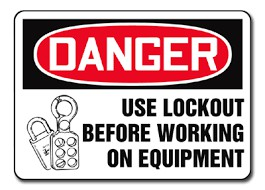 DANGER
USE LOCKOUT
BEFORE WORKING
ON EQUIPMENT